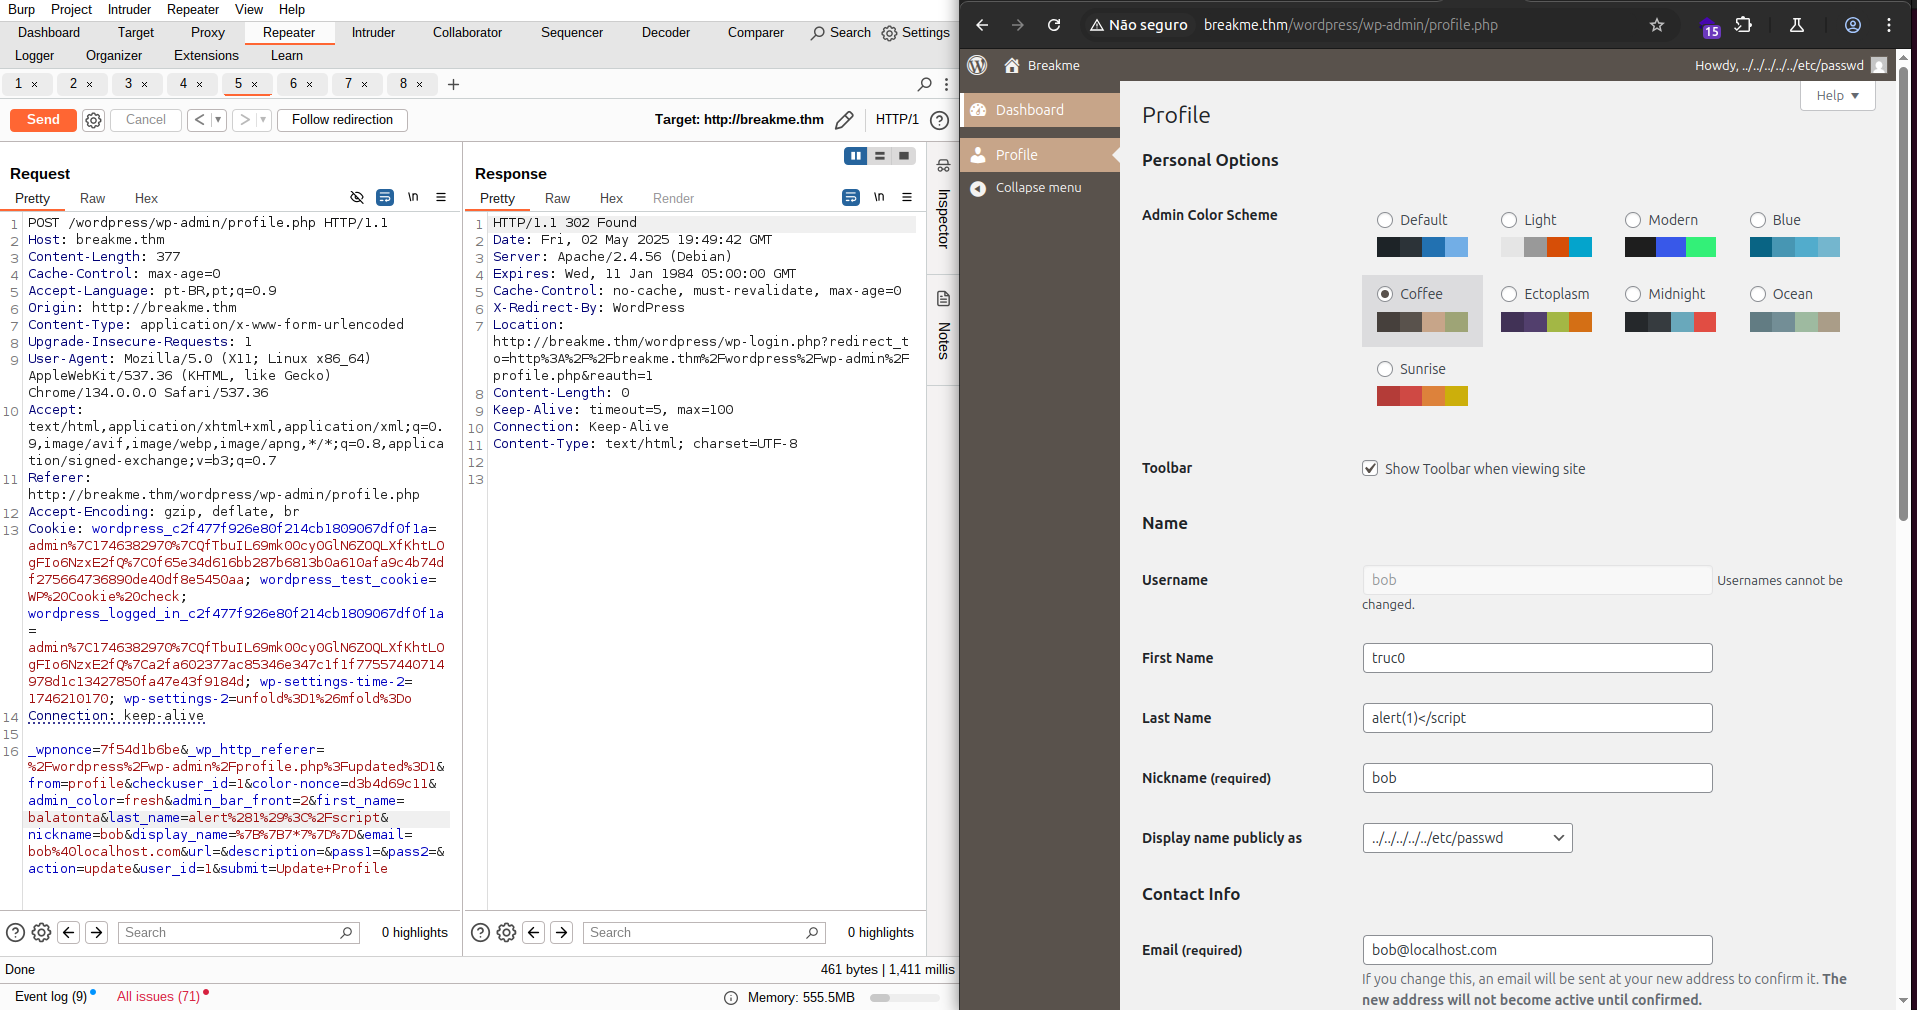 Burp Project Intruder Repeater View Help
Dashboard Target Proxy Repeater Intruder Collaborator Sequencer Decoder Comparer Search Settings
Logger Organizer Extensions Learn
1 × 2 × 3 × 4 × 5 × 6 × 7 × 8 × +
Send Cancel < > Follow redirection Target: http://breakme.thm HTTP/1
Request
Pretty Raw Hex \n
1 POST /wordpress/wp-admin/profile.php HTTP/1.1
2 Host: breakme.thm
3 Content-Length: 377
4 Cache-Control: max-age=0
5 Accept-Language: pt-BR,pt;q=0.9
6 Origin: http://breakme.thm
7 Content-Type: application/x-www-form-urlencoded
8 Upgrade-Insecure-Requests: 1
9 User-Agent: Mozilla/5.0 (X11; Linux x86_64)
AppleWebKit/537.36 (KHTML, like Gecko)
Chrome/134.0.0.0 Safari/537.36
10 Accept:
text/html,application/xhtml+xml,application/xml;q=0.
9,image/avif,image/webp,image/apng,*/*;q=0.8,applica
tion/signed-exchange;v=b3;q=0.7
11 Referer:
http://breakme.thm/wordpress/wp-admin/profile.php
12 Accept-Encoding: gzip, deflate, br
13 Cookie: wordpress_c2f477f926e80f214cb1809067df0f1a=
admin%7C1746382970%7CQfTbuIL69mk00cy0GlN6Z0QLXfKhtL0
gFIo6NzxE2fQ%7C0f65e34d616bb287b6813b0a610afa9c4b74d
f275664736890de40df8e5450aa; wordpress_test_cookie=
WP%20Cookie%20check;
wordpress_logged_in_c2f477f926e80f214cb1809067df0f1a
=
admin%7C1746382970%7CQfTbuIL69mk00cy0GlN6Z0QLXfKhtL0
gFIo6NzxE2fQ%7Ca2fa602377ac85346e347c1f1f77557440714
978d1c13427850fa47e43f9184d; wp-settings-time-2=
1746210170; wp-settings-2=unfold%3D1%26mfold%3Do
14 Connection: keep-alive
15
16 _wpnonce=7f54d1b6be&_wp_http_referer=
%2Fwordpress%2Fwp-admin%2Fprofile.php%3Fupdated%3D1&
from=profile&checkuser_id=1&color-nonce=d3b4d69c11&
admin_color=fresh&admin_bar_front=2&first_name=
balatonta&last_name=alert%281%29%3C%2Fscript&
nickname=bob&display_name=%7B%7B7*7%7D%7D&email=
bob%40localhost.com&url=&description=&pass1=&pass2=&
action=update&user_id=1&submit=Update+Profile
Search 0 highlights
Response
Pretty Raw Hex Render \n
1 HTTP/1.1 302 Found
2 Date: Fri, 02 May 2025 19:49:42 GMT
3 Server: Apache/2.4.56 (Debian)
4 Expires: Wed, 11 Jan 1984 05:00:00 GMT
5 Cache-Control: no-cache, must-revalidate, max-age=0
6 X-Redirect-By: WordPress
7 Location:
http://breakme.thm/wordpress/wp-login.php?redirect_t
o=http%3A%2F%2Fbreakme.thm%2Fwordpress%2Fwp-admin%2F
profile.php&reauth=1
8 Content-Length: 0
9 Keep-Alive: timeout=5, max=100
10 Connection: Keep-Alive
11 Content-Type: text/html; charset=UTF-8
12
13
Search 0 highlights
Inspector
Notes
Done 461 bytes | 1,411 millis
Event log (9) All issues (71) Memory: 555.5MB
Não seguro breakme.thm/wordpress/wp-admin/profile.php 15
Breakme Howdy, ../../../../../etc/passwd
Dashboard
Profile
Collapse menu
Help
Profile
Personal Options
Admin Color Scheme
Default Light Modern Blue
Coffee Ectoplasm Midnight Ocean
Sunrise
Toolbar Show Toolbar when viewing site
Name
Username bob Usernames cannot be
changed.
First Name truc0
Last Name alert(1)</script
Nickname (required) bob
Display name publicly as ../../../../../etc/passwd
Contact Info
Email (required) bob@localhost.com
If you change this, an email will be sent at your new address to confirm it. The
new address will not become active until confirmed.